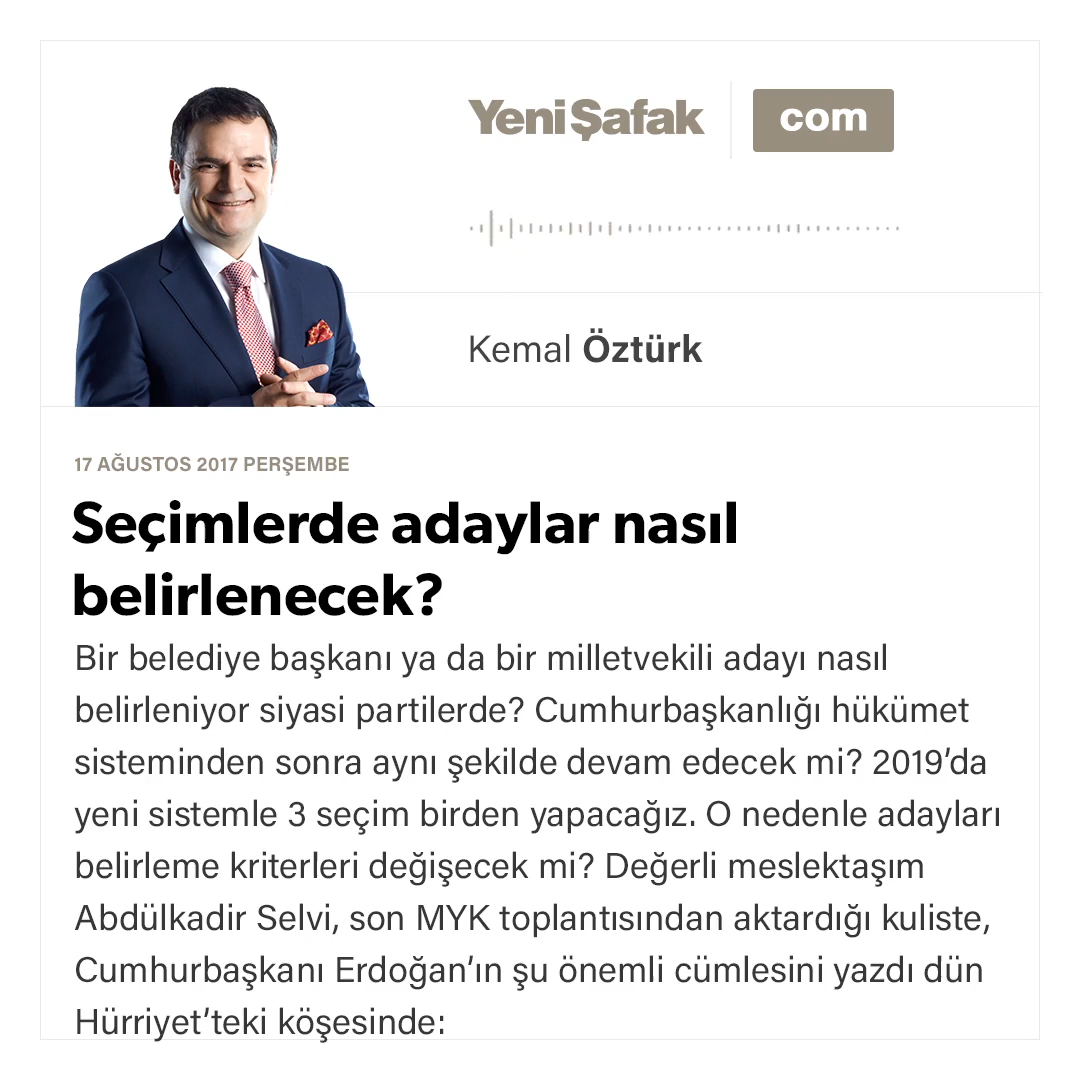 YeniŞafak
com
Kemal Öztürk
17 AĞUSTOS 2017 PERŞEMBE
Seçimlerde adaylar nasıl
belirlenecek?
Bir belediye başkanı ya da bir milletvekili adayı nasıl
belirleniyor siyasi partilerde? Cumhurbaşkanlığı hükümet
sisteminden sonra aynı şekilde devam edecek mi? 2019’da
yeni sistemle 3 seçim birden yapacağız. O nedenle adayları
belirleme kriterleri değişecek mi? Değerli meslektaşım
Abdülkadir Selvi, son MYK toplantısından aktardığı kuliste,
Cumhurbaşkanı Erdoğan’ın şu önemli cümlesini yazdı dün
Hürriyet’teki köşesinde: